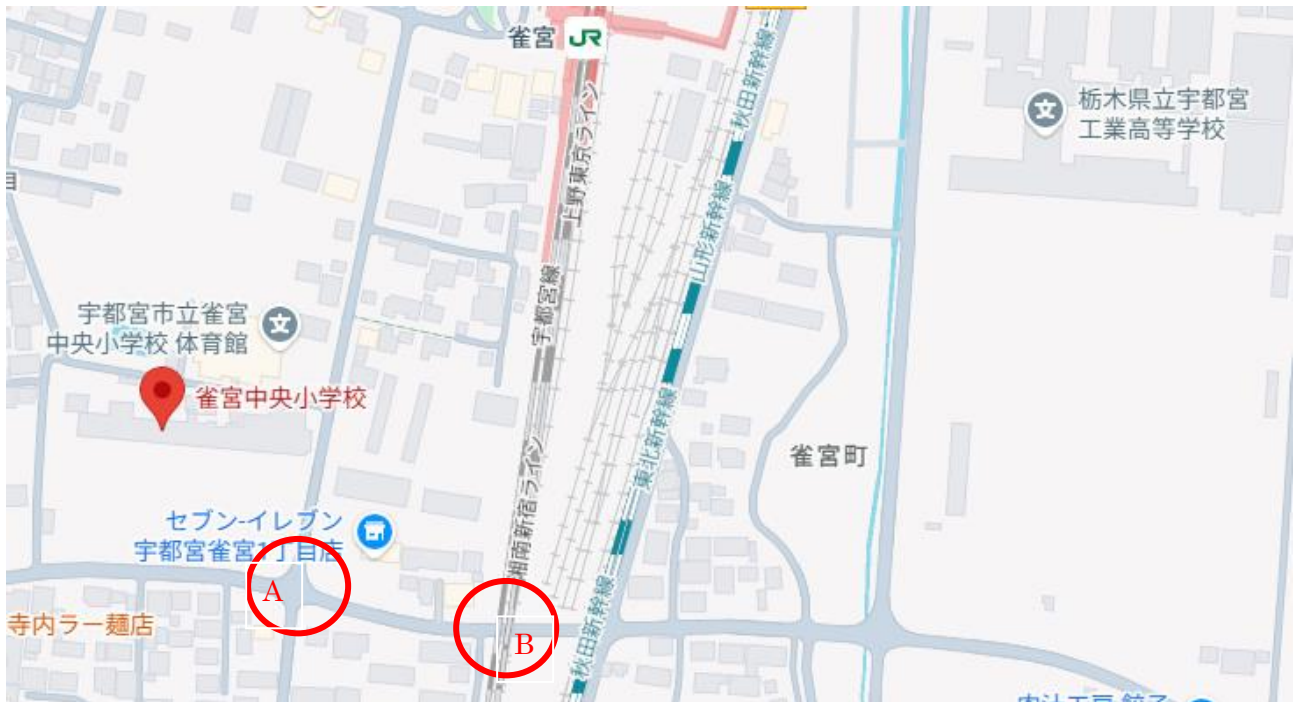 雀宮 JR
栃木県立宇都宮
工業高等学校
秋田新幹線
上野東京ライン
山形新幹線
宇都宮線
宇都宮市立雀宮
中央小学校 体育館
雀宮中央小学校
東北新幹線
雀宮町
湘南新宿ライン
セブン-イレブン
宇都宮雀宮1丁目店
A
B
寺内ラー麺店
秋田新幹線